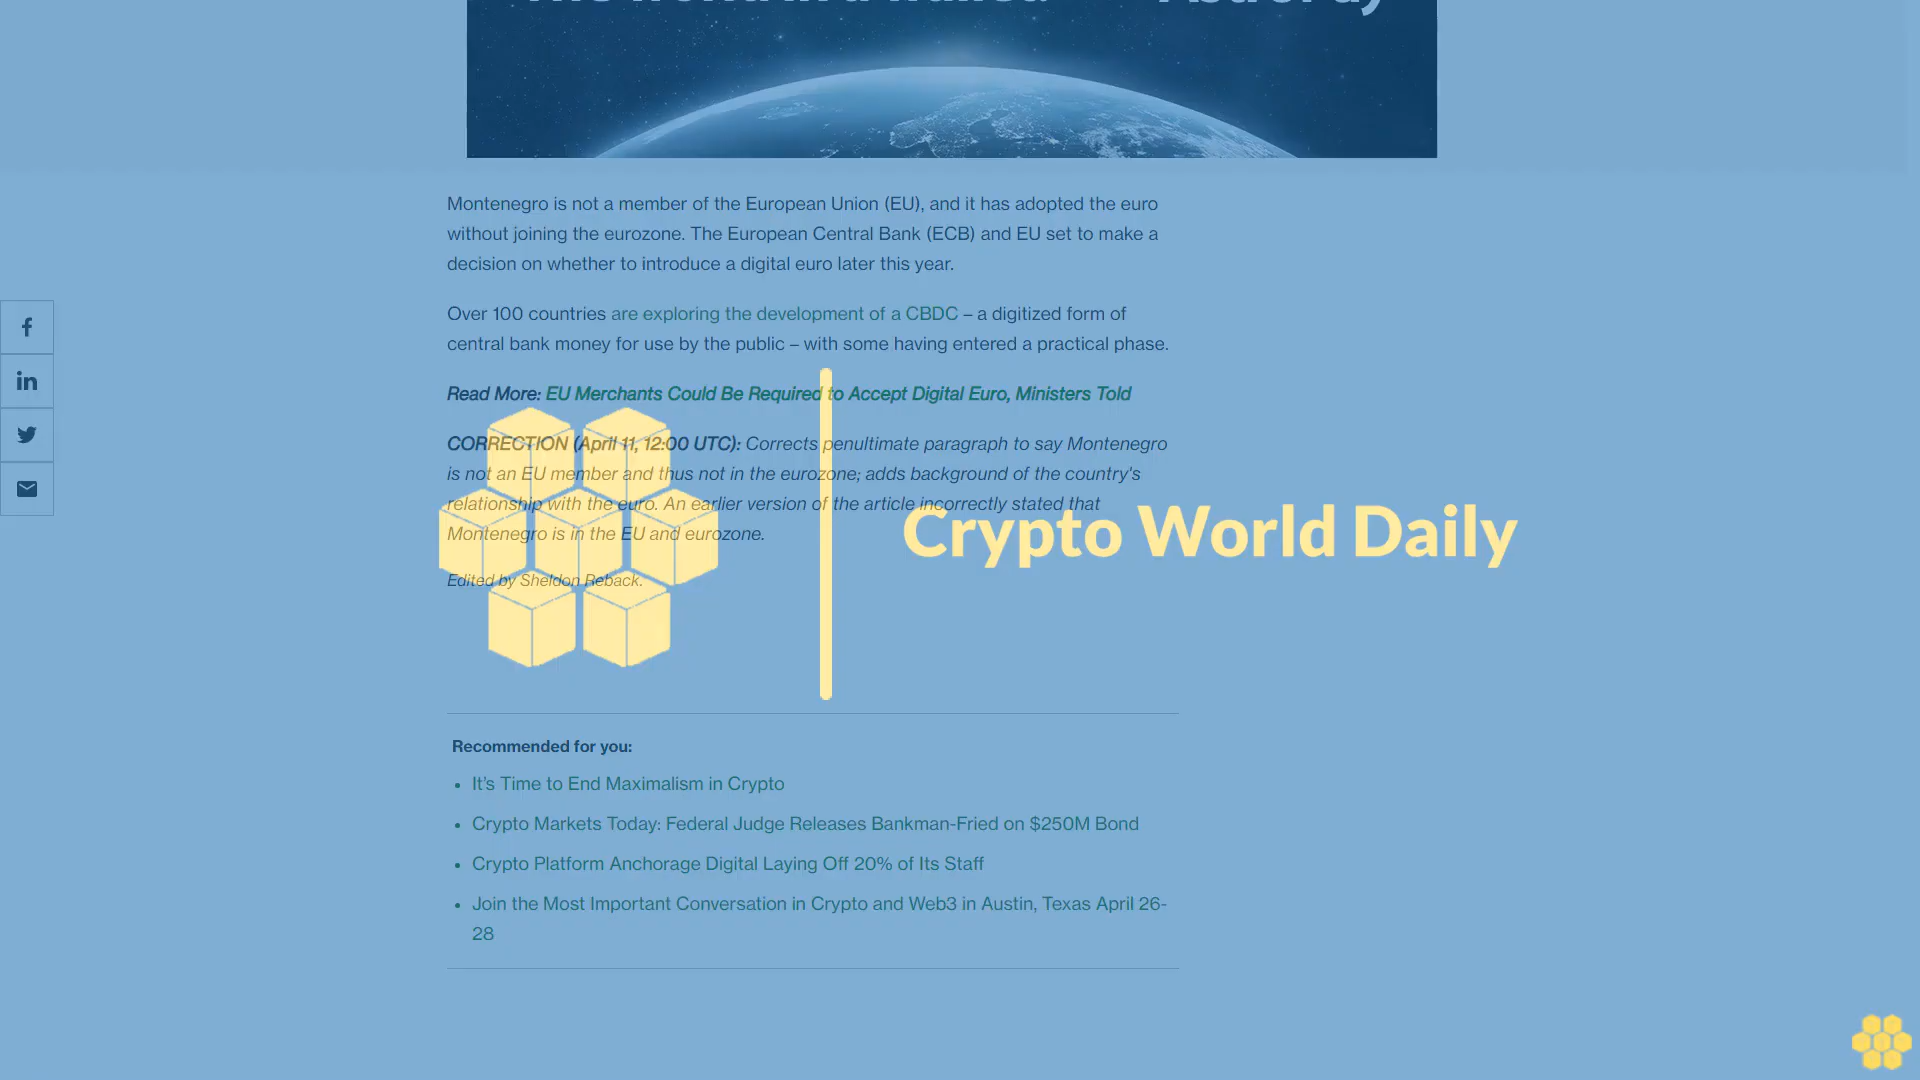 Montenegro is not a member of the European Union (EU), and it has adopted the euro
without joining the eurozone. The European Central Bank (ECB) and EU set to make a
decision on whether to introduce a digital euro later this year.
Over 100 countries are exploring the development of a CBDC – a digitized form of
central bank money for use by the public – with some having entered a practical phase.
Read More: EU Merchants Could Be Required to Accept Digital Euro, Ministers Told
CORRECTION (April 11, 12:00 UTC): Corrects penultimate paragraph to say Montenegro
is not an EU member and thus not in the eurozone; adds background of the country's
relationship with the euro. An earlier version of the article incorrectly stated that
Montenegro is in the EU and eurozone.
Edited by Sheldon Reback.
Crypto World Daily
Recommended for you:
• It's Time to End Maximalism in Crypto
• Crypto Markets Today: Federal Judge Releases Bankman-Fried on $250M Bond
• Crypto Platform Anchorage Digital Laying Off 20% of Its Staff
• Join the Most Important Conversation in Crypto and Web3 in Austin, Texas April 26-
28